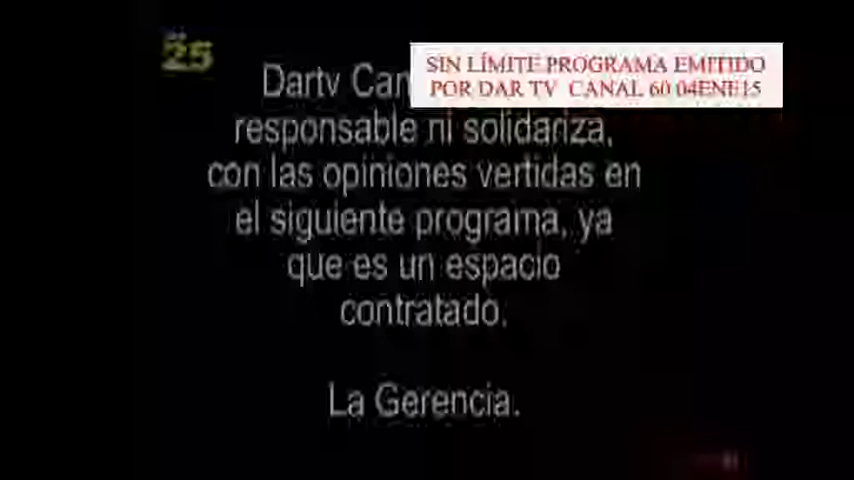 25
SIN LÍMITE PROGRAMA EMITIDO
POR DAR TV CANAL 60 04ENE15
Dartv
responsable ni solidariza,
con las opiniones vertidas en
el siguiente programa, ya
que es un espacio
contratado.
La Gerencia.